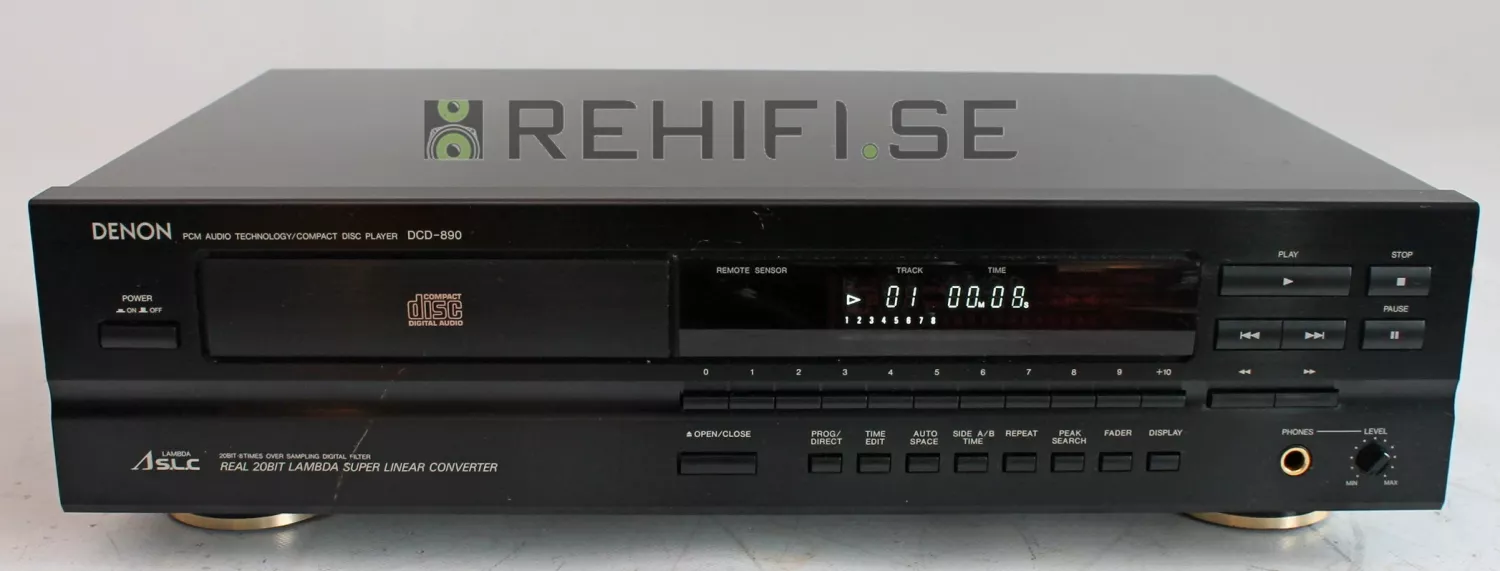 REHIFI.SE
DENON PCM AUDIO TECHNOLOGY/COMPACT DISC PLAYER DCD-890
REMOTE SENSOR TRACK TIME
PLAY STOP
POWER
ON OFF
COMPACT
disc
DIGITAL AUDIO
01 00M08S
1 2 3 4 5 6 7 8
PAUSE
0 1 2 3 4 5 6 7 8 9 +10
OPEN/CLOSE
PROG/
DIRECT
TIME
EDIT
AUTO
SPACE
SIDE A/B
TIME
REPEAT
PEAK
SEARCH
FADER
DISPLAY
PHONES LEVEL
MIN MAX
LAMBDA
S.L.C
20BIT·8TIMES OVER SAMPLING DIGITAL FILTER
REAL 20BIT LAMBDA SUPER LINEAR CONVERTER